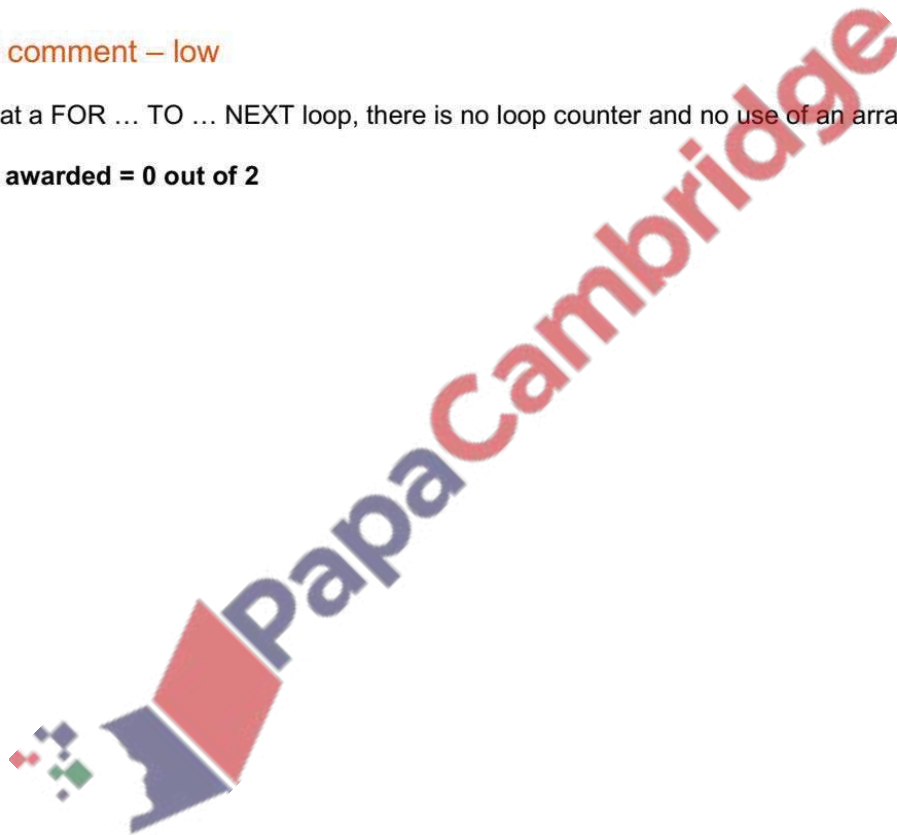 comment – low
at a FOR … TO … NEXT loop, there is no loop counter and no use of an arra
awarded = 0 out of 2
PapaCambridge